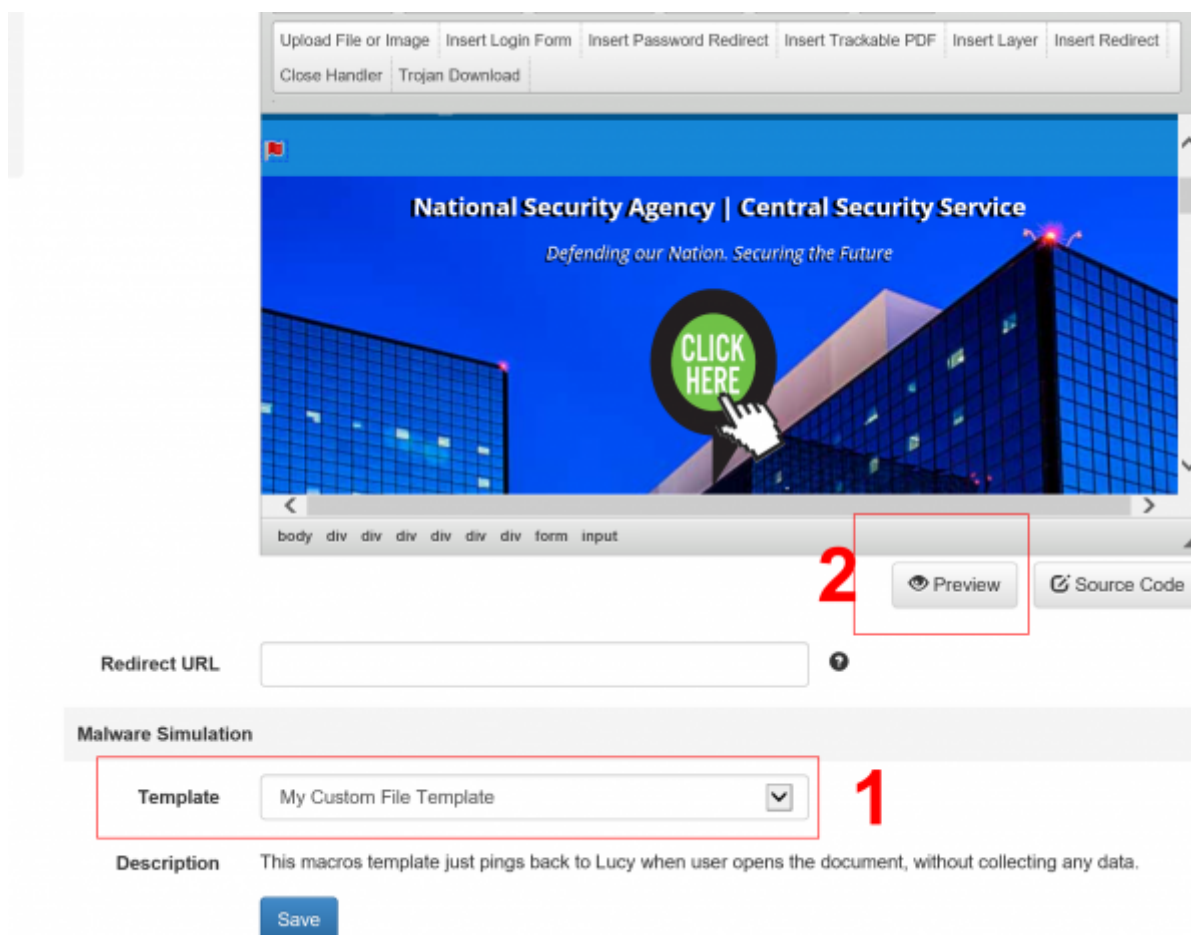 Upload File or Image Insert Login Form Insert Password Redirect Insert Trackable PDF Insert Layer Insert Redirect
Close Handler Trojan Download
National Security Agency | Central Security Service
Defending our Nation. Securing the Future
CLICK
HERE
body div div div div div div form input
2
Preview Source Code
Redirect URL
Malware Simulation
Template My Custom File Template
1
Description This macros template just pings back to Lucy when user opens the document, without collecting any data.
Save